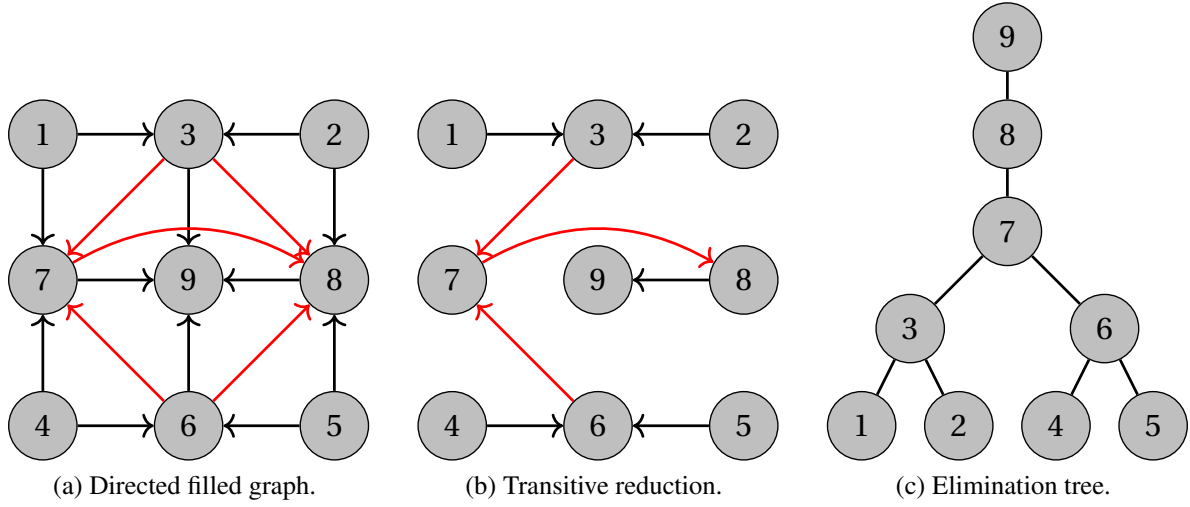 9
1 3 2 1 3 2 8
7 9 8 7 9 8 7
3 6
4 6 5 4 6 5 1 2 4 5
(a) Directed filled graph. (b) Transitive reduction. (c) Elimination tree.